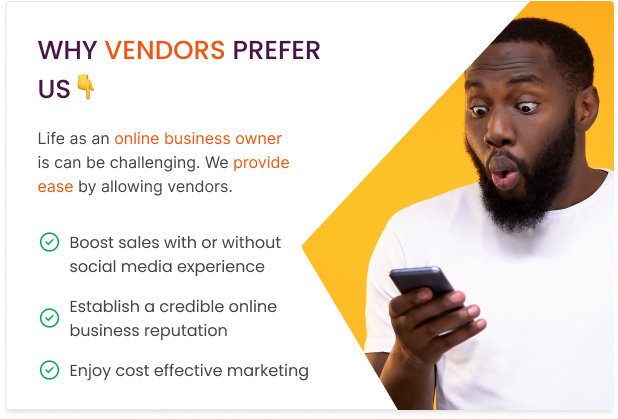 WHY VENDORS PREFER
US👇
Life as an online business owner
is can be challenging. We provide
ease by allowing vendors.
Boost sales with or without
social media experience
Establish a credible online
business reputation
Enjoy cost effective marketing